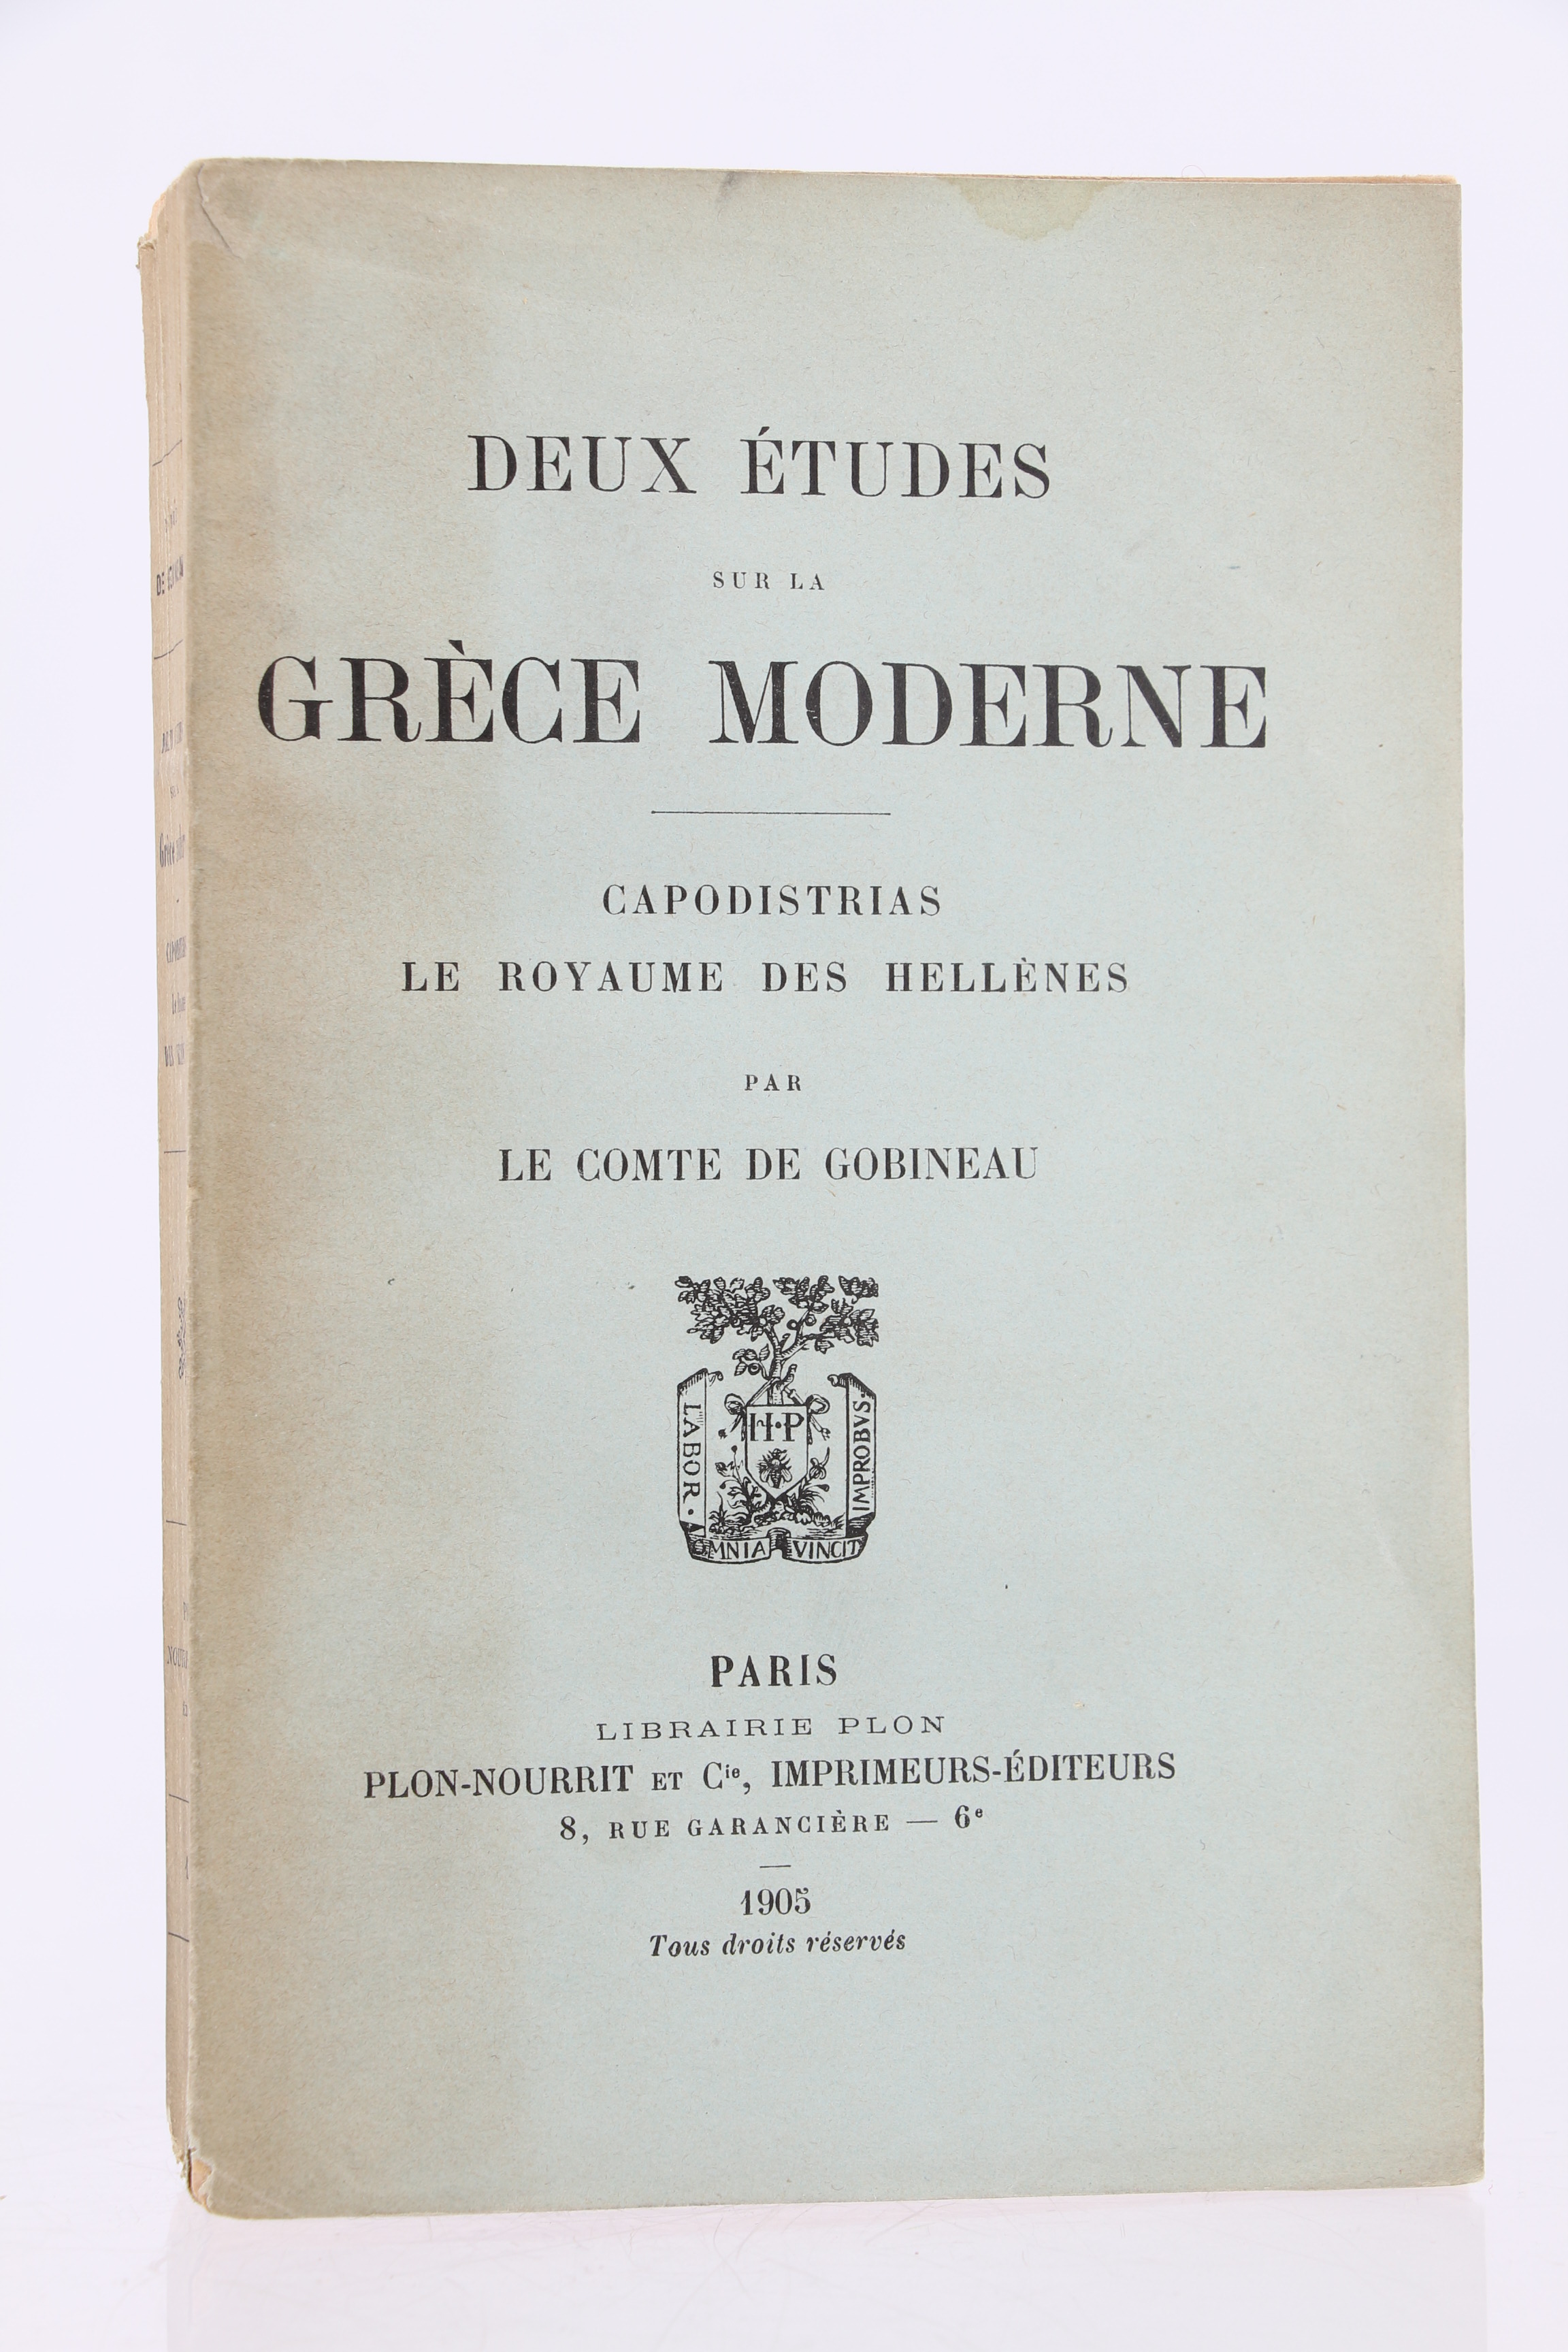 DEUX ÉTUDES
SUR LA
GRÈCE MODERNE
CAPODISTRIAS
LE ROYAUME DES HELLÈNES
PAR
LE COMTE DE GOBINEAU
H·P
LABOR·
IMPROBVS·
OMNIA VINCIT
PARIS
LIBRAIRIE PLON
PLON-NOURRIT ET Cie, IMPRIMEURS-ÉDITEURS
8, RUE GARANCIÈRE — 6e
1905
Tous droits réservés